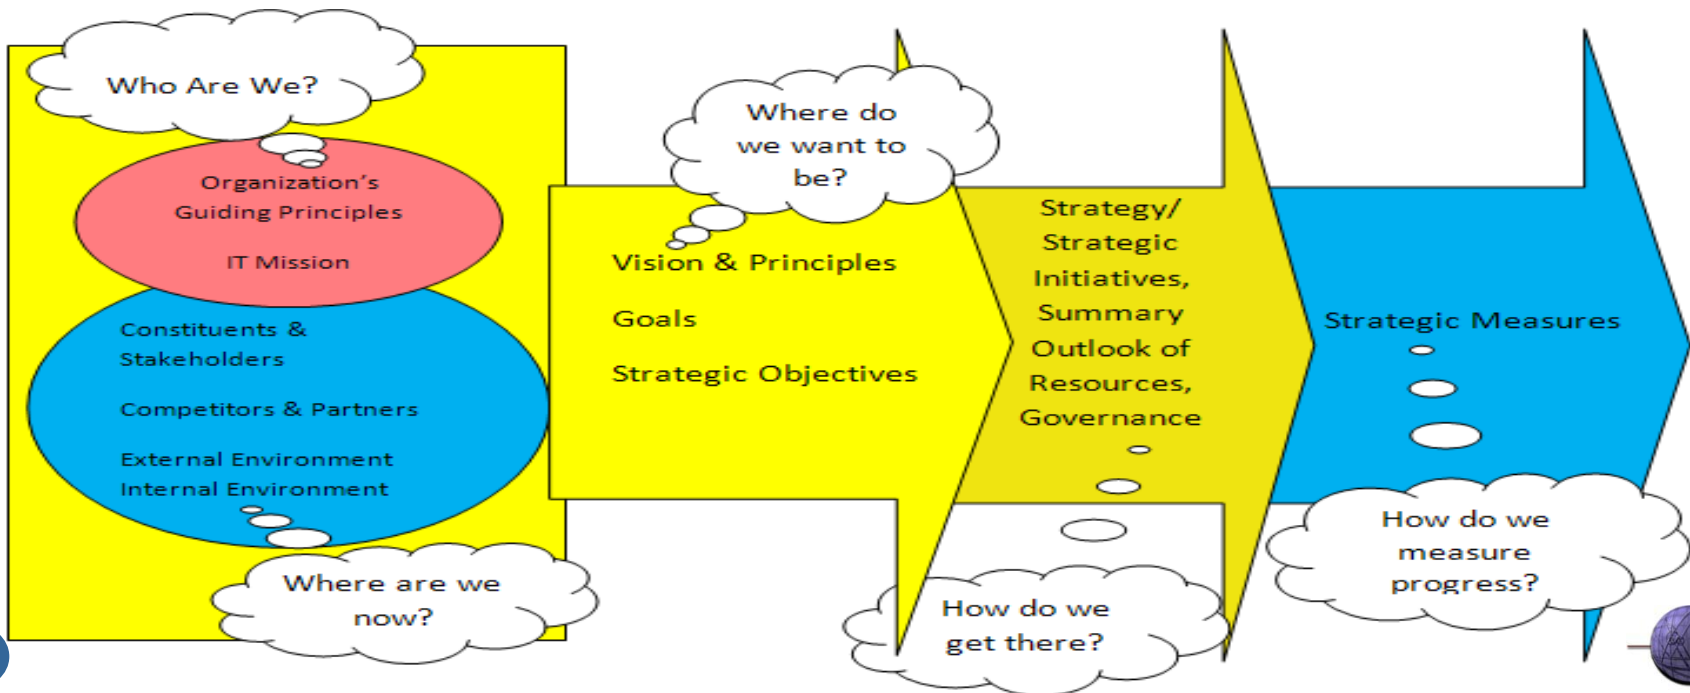 Who Are We?
Organization's
Guiding Principles
IT Mission
Constituents &
Stakeholders
Competitors & Partners
External Environment
Internal Environment
Where are we
now?
Where do
we want to
be?
Vision & Principles
Goals
Strategic Objectives
Strategy/
Strategic
Initiatives,
Summary
Outlook of
Resources,
Governance
How do we
get there?
Strategic Measures
How do we
measure
progress?